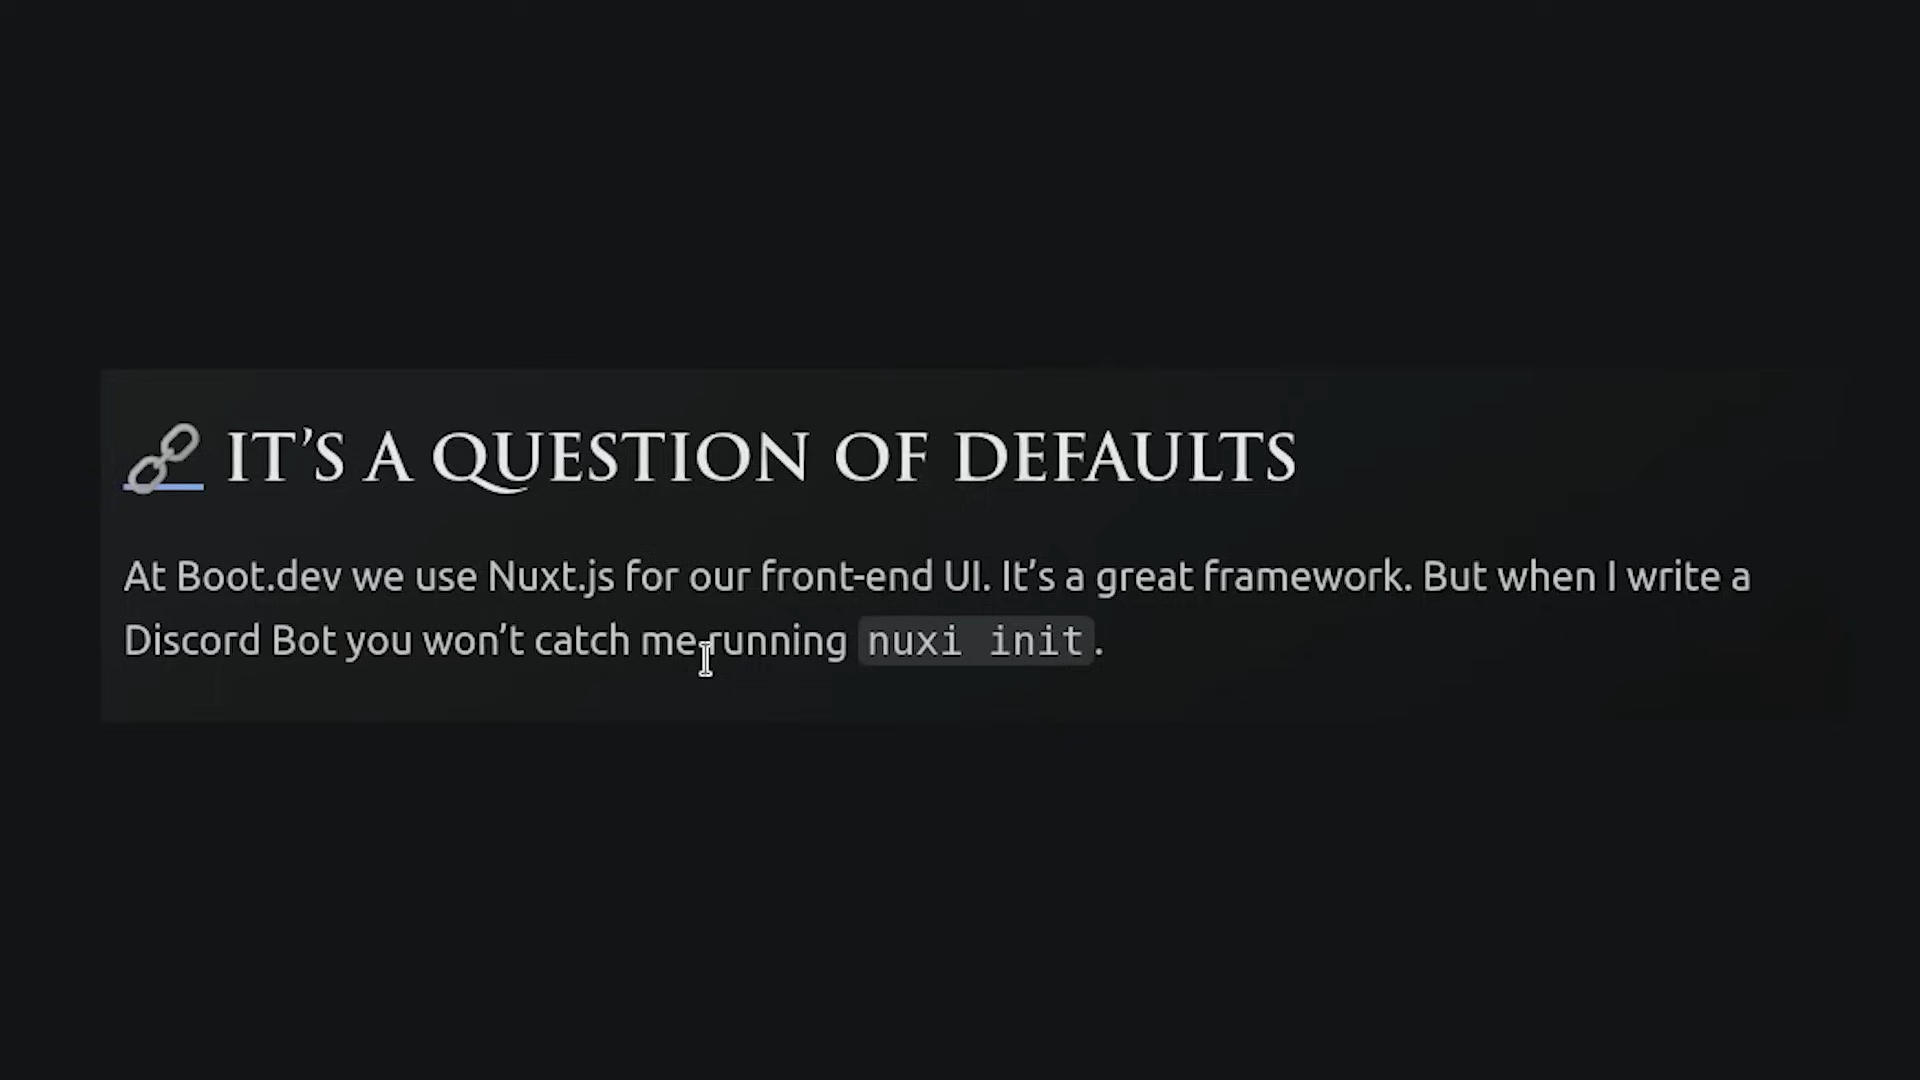 IT’S A QUESTION OF DEFAULTS
At Boot.dev we use Nuxt.js for our front-end UI. It’s a great framework. But when I write a
Discord Bot you won’t catch me running nuxi init.